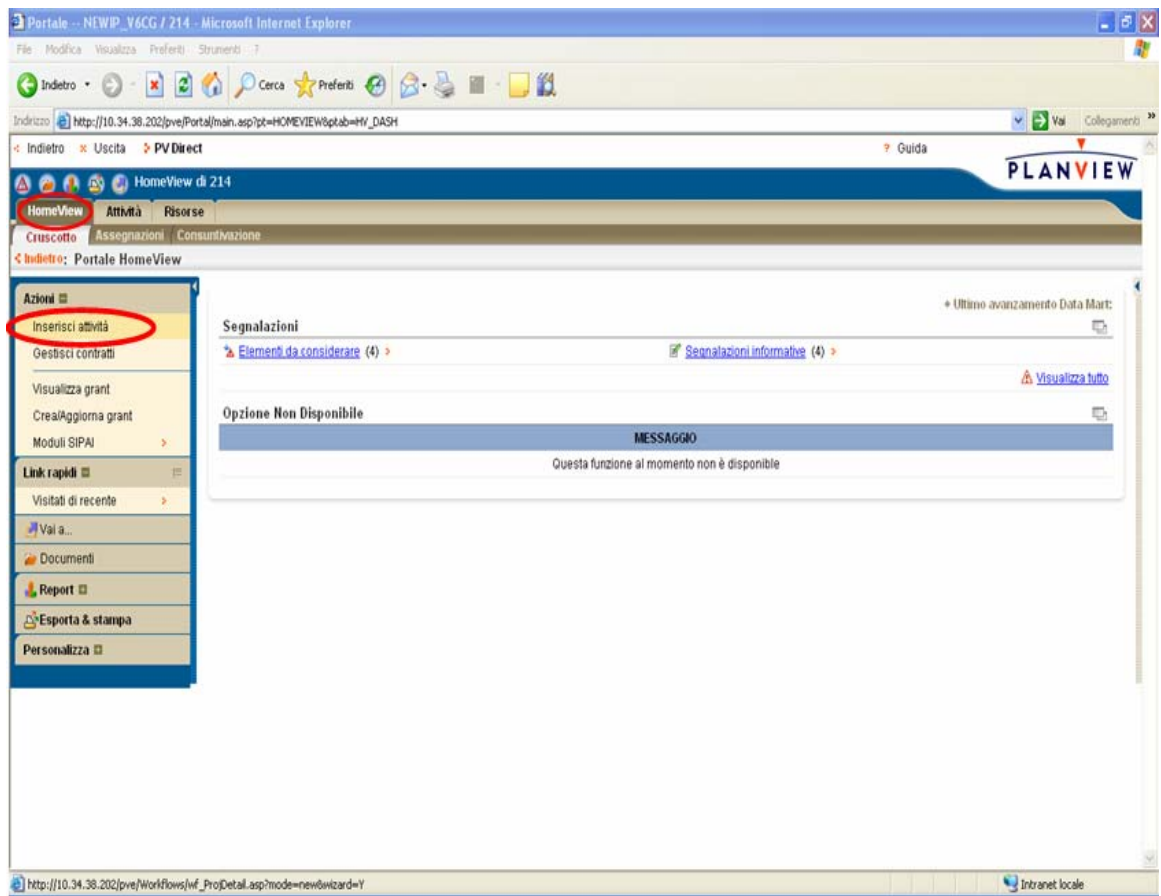 Portale -- NEWIP_V6CG / 214 - Microsoft Internet Explorer
File Modifica Visualizza Preferiti Strumenti ?
Indietro Cerca Preferiti
Indirizzo http://10.34.38.202/pve/Portal/main.asp?pt=HOMEVIEW&ptab=HV_DASH Vai Collegamenti »
Indietro Uscita PV Direct ? Guida
PLANVIEW
HomeView di 214
HomeView Attività Risorse
Cruscotto Assegnazioni Consuntivazione
Indietro: Portale HomeView
Azioni
Inserisci attività
Gestisci contratti
Visualizza grant
Crea/Aggiorna grant
Moduli SIPAI
Link rapidi
Visitati di recente
Vai a...
Documenti
Report
Esporta & stampa
Personalizza
+ Ultimo avanzamento Data Mart:
Segnalazioni
Elementi da considerare (4) Segnalazioni informative (4)
Visualizza tutto
Opzione Non Disponibile
MESSAGGIO
Questa funzione al momento non è disponibile
http://10.34.38.202/pve/Workflows/wf_ProjDetail.asp?mode=new&wizard=Y Intranet locale